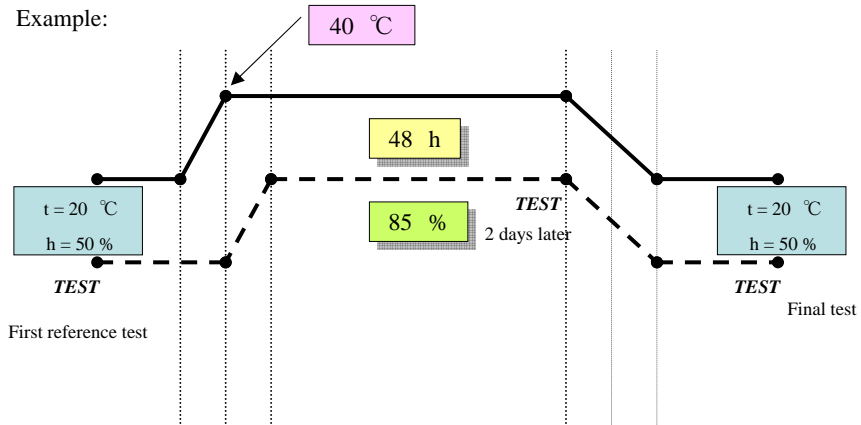 Example:
40 ℃
48 h
t = 20 ℃
h = 50 %
85 %
TEST
2 days later
t = 20 ℃
h = 50 %
TEST
First reference test
TEST
Final test